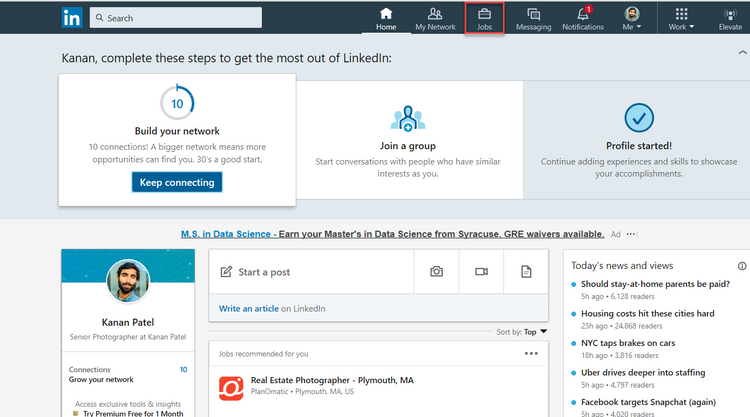 in
Search
Home
My Network
Jobs
Messaging
1
Notifications
Me
Work
Elevate
Kanan, complete these steps to get the most out of LinkedIn:
10
Build your network
10 connections! A bigger network means more
opportunities can find you. 30's a good start.
Keep connecting
Join a group
Start conversations with people who have similar
interests as you.
Profile started!
Continue adding experiences and skills to showcase
your accomplishments.
M.S. in Data Science - Earn your Master's in Data Science from Syracuse. GRE waivers available. Ad •••
Kanan Patel
Senior Photographer at Kanan Patel
Connections 10
Grow your network
Access exclusive tools & insights
Try Premium Free for 1 Month
Start a post
Write an article on LinkedIn
Sort by: Top
Jobs recommended for you •••
Real Estate Photographer - Plymouth, MA
PlanOmatic • Plymouth, MA, US
Today's news and views
Should stay-at-home parents be paid?
5h ago • 6,128 readers
Housing costs hit these cities hard
23h ago • 24,868 readers
NYC taps brakes on cars
18h ago • 3,816 readers
Uber drives deeper into staffing
5h ago • 4,797 readers
Facebook targets Snapchat (again)
5h ago • 4,020 readers